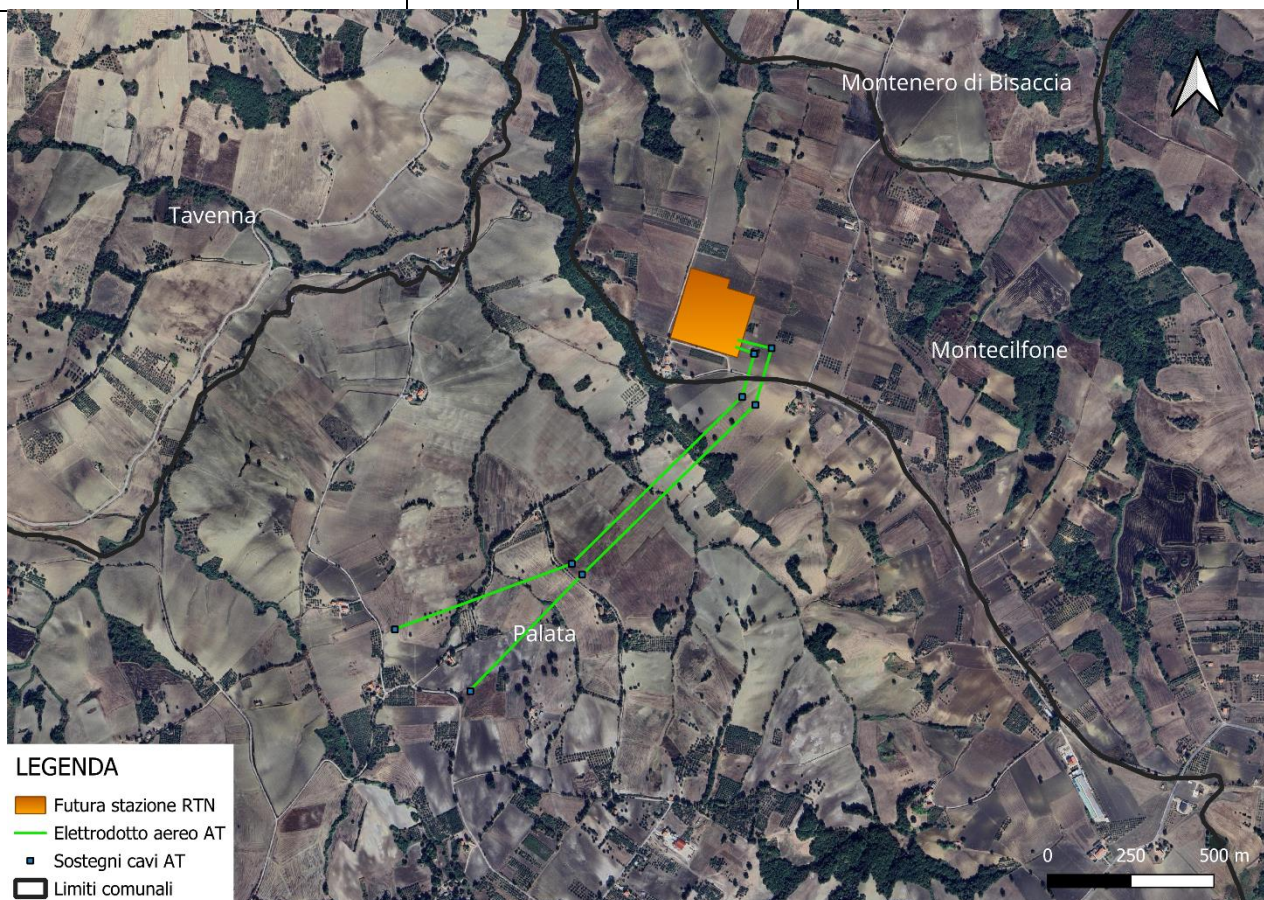 Montenero di Bisaccia
Tavenna
Montecilfone
Palata
LEGENDA
Futura stazione RTN
Elettrodotto aereo AT
Sostegni cavi AT
Limiti comunali
0 250 500 m